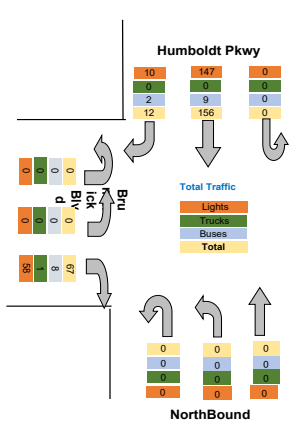 Humboldt Pkwy
10 147 0
0 0 0
2 9 0
12 156 0
0 0 0 0
0 0 0 0
58 1 8 67
Bru
ick
Blv
d
Total Traffic
Lights
Trucks
Buses
Total
0 0 0
0 0 0
0 0 0
0 0 0
NorthBound